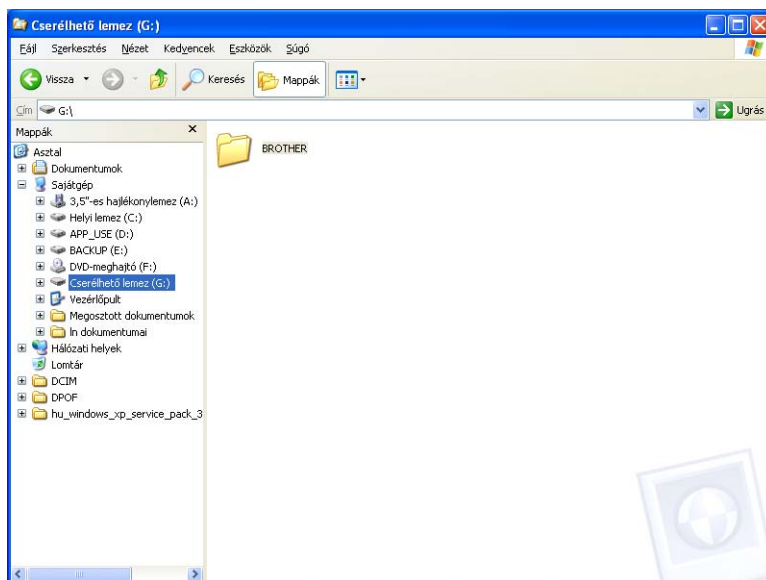 Cserélhető lemez (G:)
Fájl Szerkesztés Nézet Kedvencek Eszközök Súgó
Vissza Keresés Mappák
Cím G:\ Ugrás
Mappák
Asztal
Dokumentumok
Sajátgép
3,5"-es hajlékonylemez (A:)
Helyi lemez (C:)
APP_USE (D:)
BACKUP (E:)
DVD-meghajtó (F:)
Cserélhető lemez (G:)
Vezérlőpult
Megosztott dokumentumok
In dokumentumai
Hálózati helyek
Lomtár
DCIM
DPOF
hu_windows_xp_service_pack_3
BROTHER